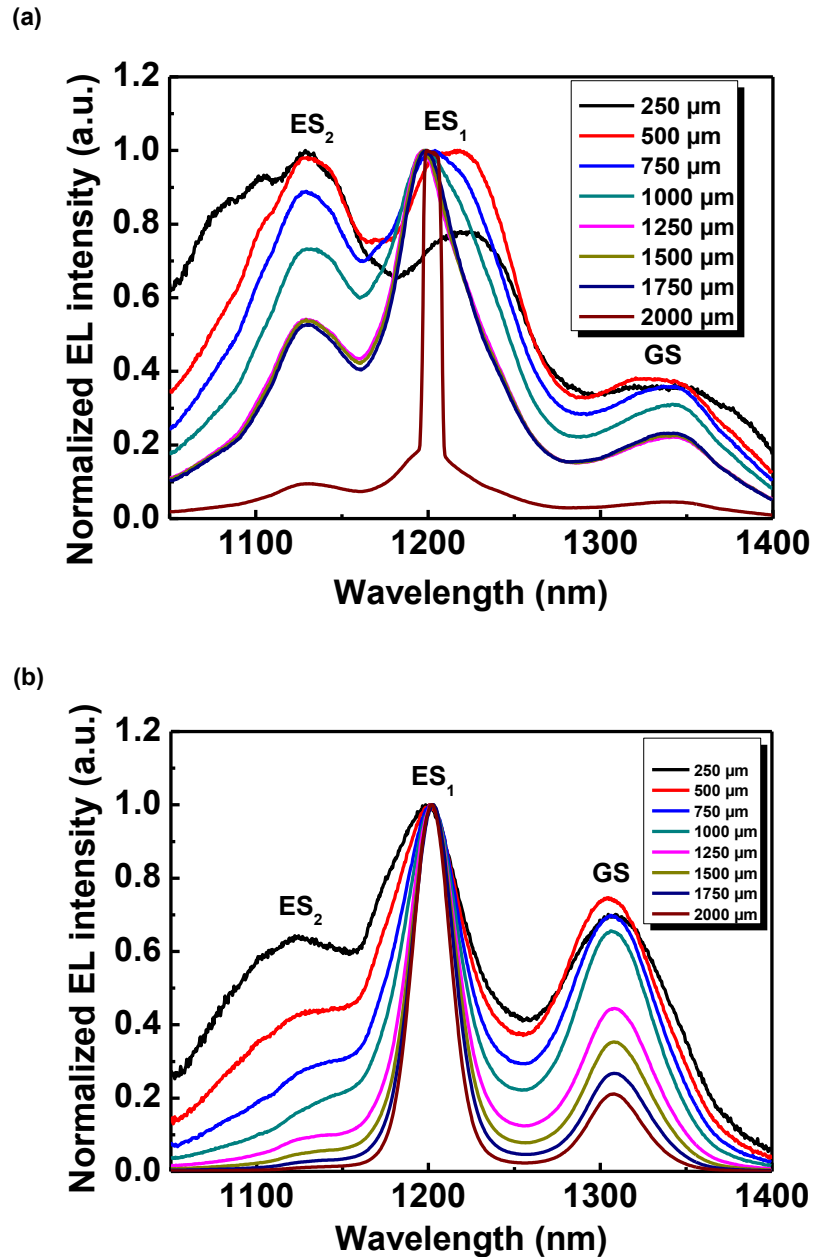 (a)
Normalized EL intensity (a.u.)
1.2
1.0
0.8
0.6
0.4
0.2
0.0
ES2
ES1
GS
250 µm
500 µm
750 µm
1000 µm
1250 µm
1500 µm
1750 µm
2000 µm
1100 1200 1300 1400
Wavelength (nm)
(b)
Normalized EL intensity (a.u.)
1.2
1.0
0.8
0.6
0.4
0.2
0.0
ES2
ES1
GS
250 µm
500 µm
750 µm
1000 µm
1250 µm
1500 µm
1750 µm
2000 µm
1100 1200 1300 1400
Wavelength (nm)